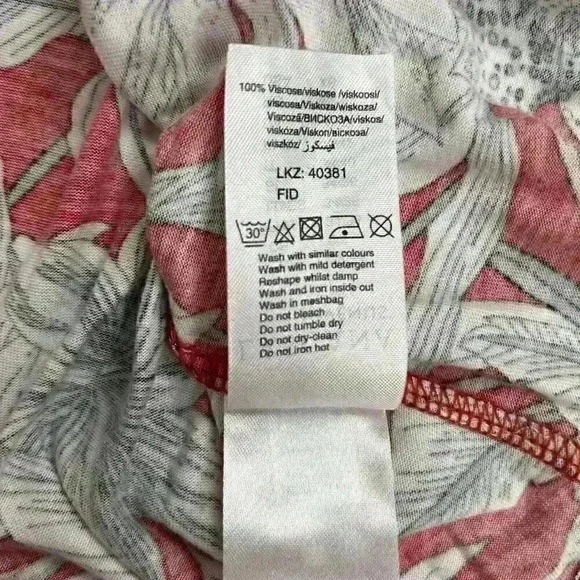 100% Viscose/viskose /viskoosi/
viscosa/Viskoza/wiskoza/
Viscoză/ВИСКОЗА/viskos/
viskóza/Viskon/віскоза/
viszkóz/ فيسكوز
LKZ: 40381
FID
30°
Wash with similar colours
Wash with mild detergent
Reshape whilst damp
Wash and iron inside out
Wash in meshbag
Do not bleach
Do not tumble dry
Do not dry-clean
Do not iron hot